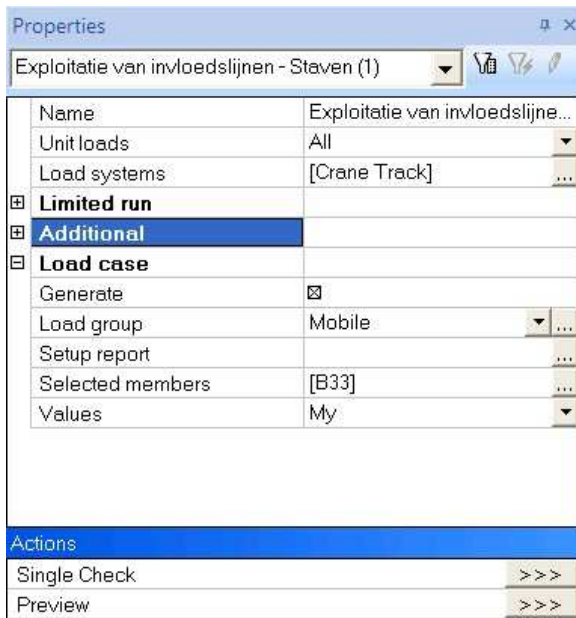 Properties
Exploitatie van invloedslijnen - Staven (1)
Name Exploitatie van invloedslijne...
Unit loads All
Load systems [Crane Track] ...
Limited run
Additional
Load case
Generate
Load group Mobile ...
Setup report ...
Selected members [B33] ...
Values My
Actions
Single Check >>>
Preview >>>